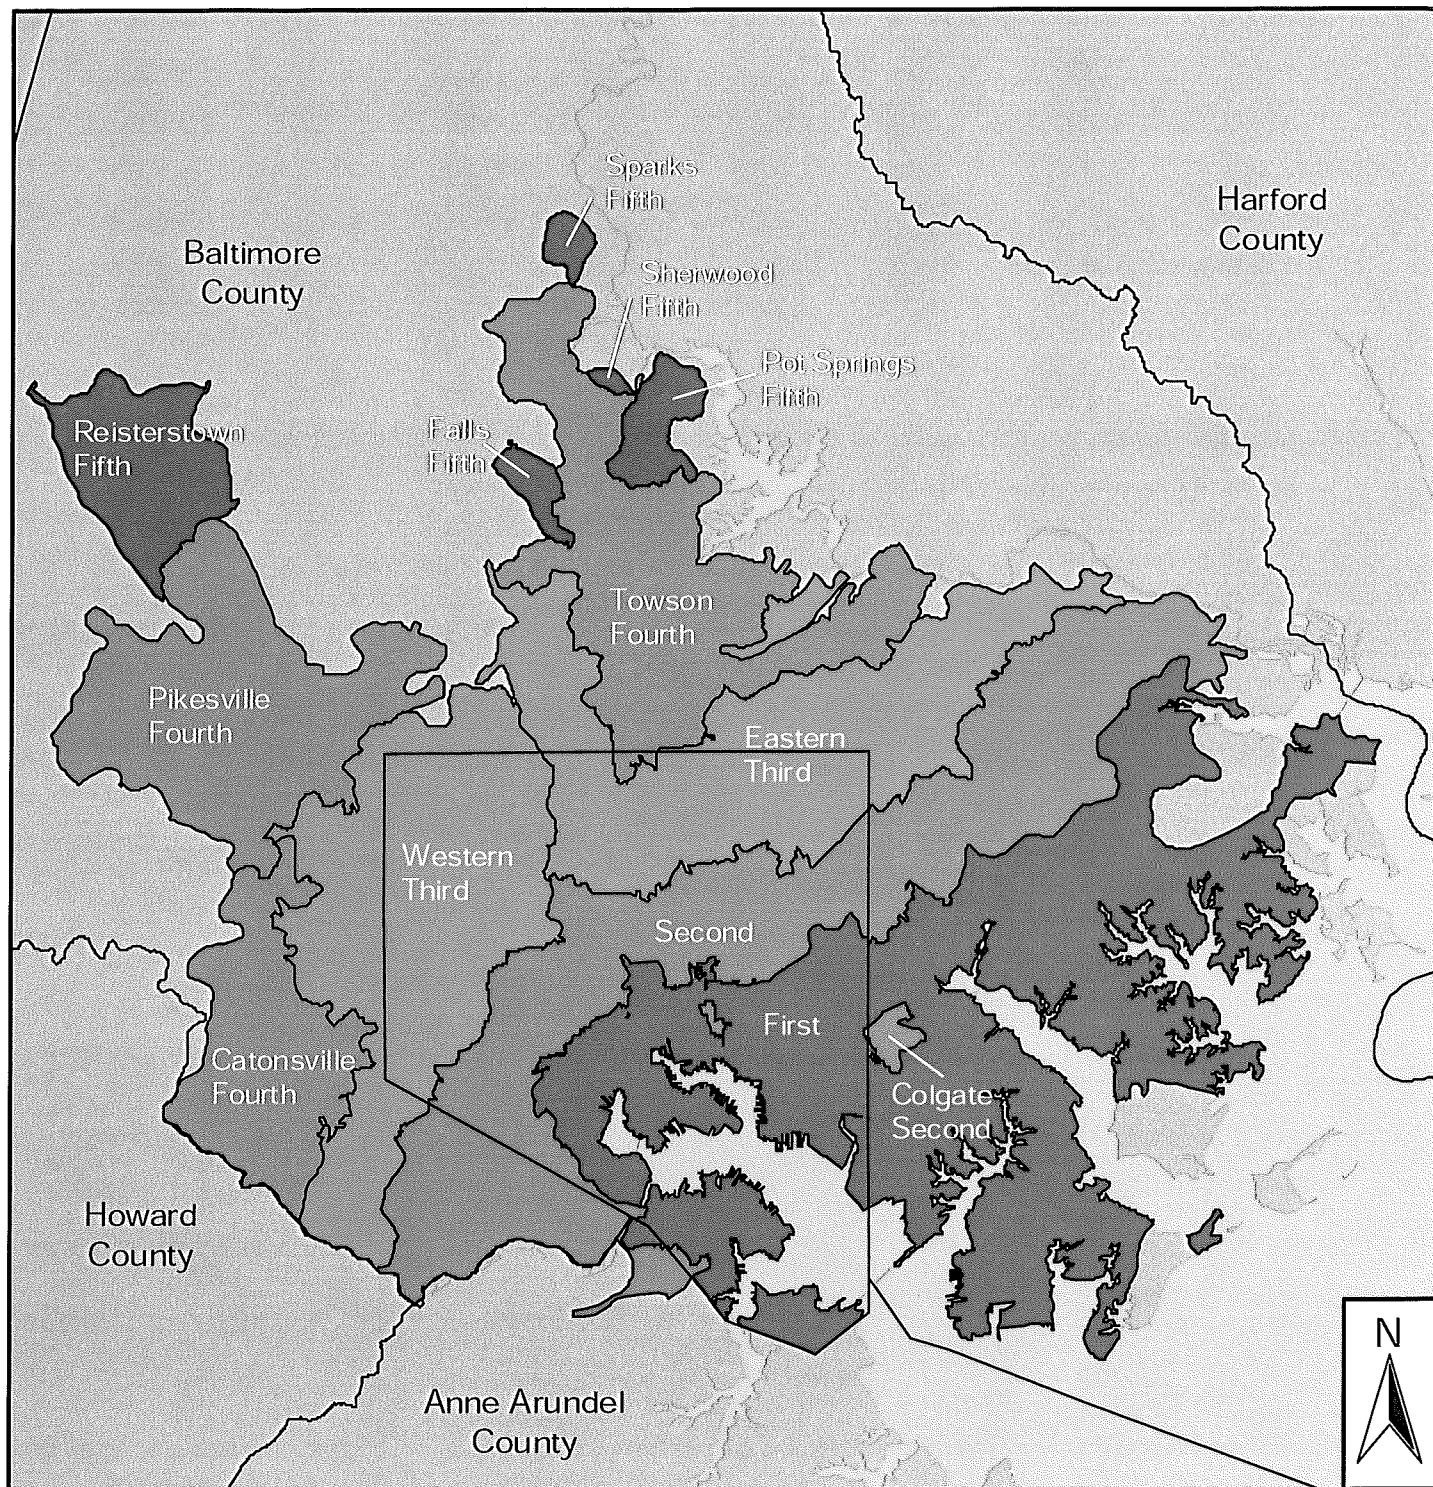 Sparks
Fifth
Harford
County
Baltimore
County
Sherwood
Fifth
Pot Springs
Fifth
Reisterstown
Fifth
Falls
Fifth
Towson
Fourth
Pikesville
Fourth
Eastern
Third
Western
Third
Second
First
Catonsville
Fourth
Colgate
Second
Howard
County
N
Anne Arundel
County